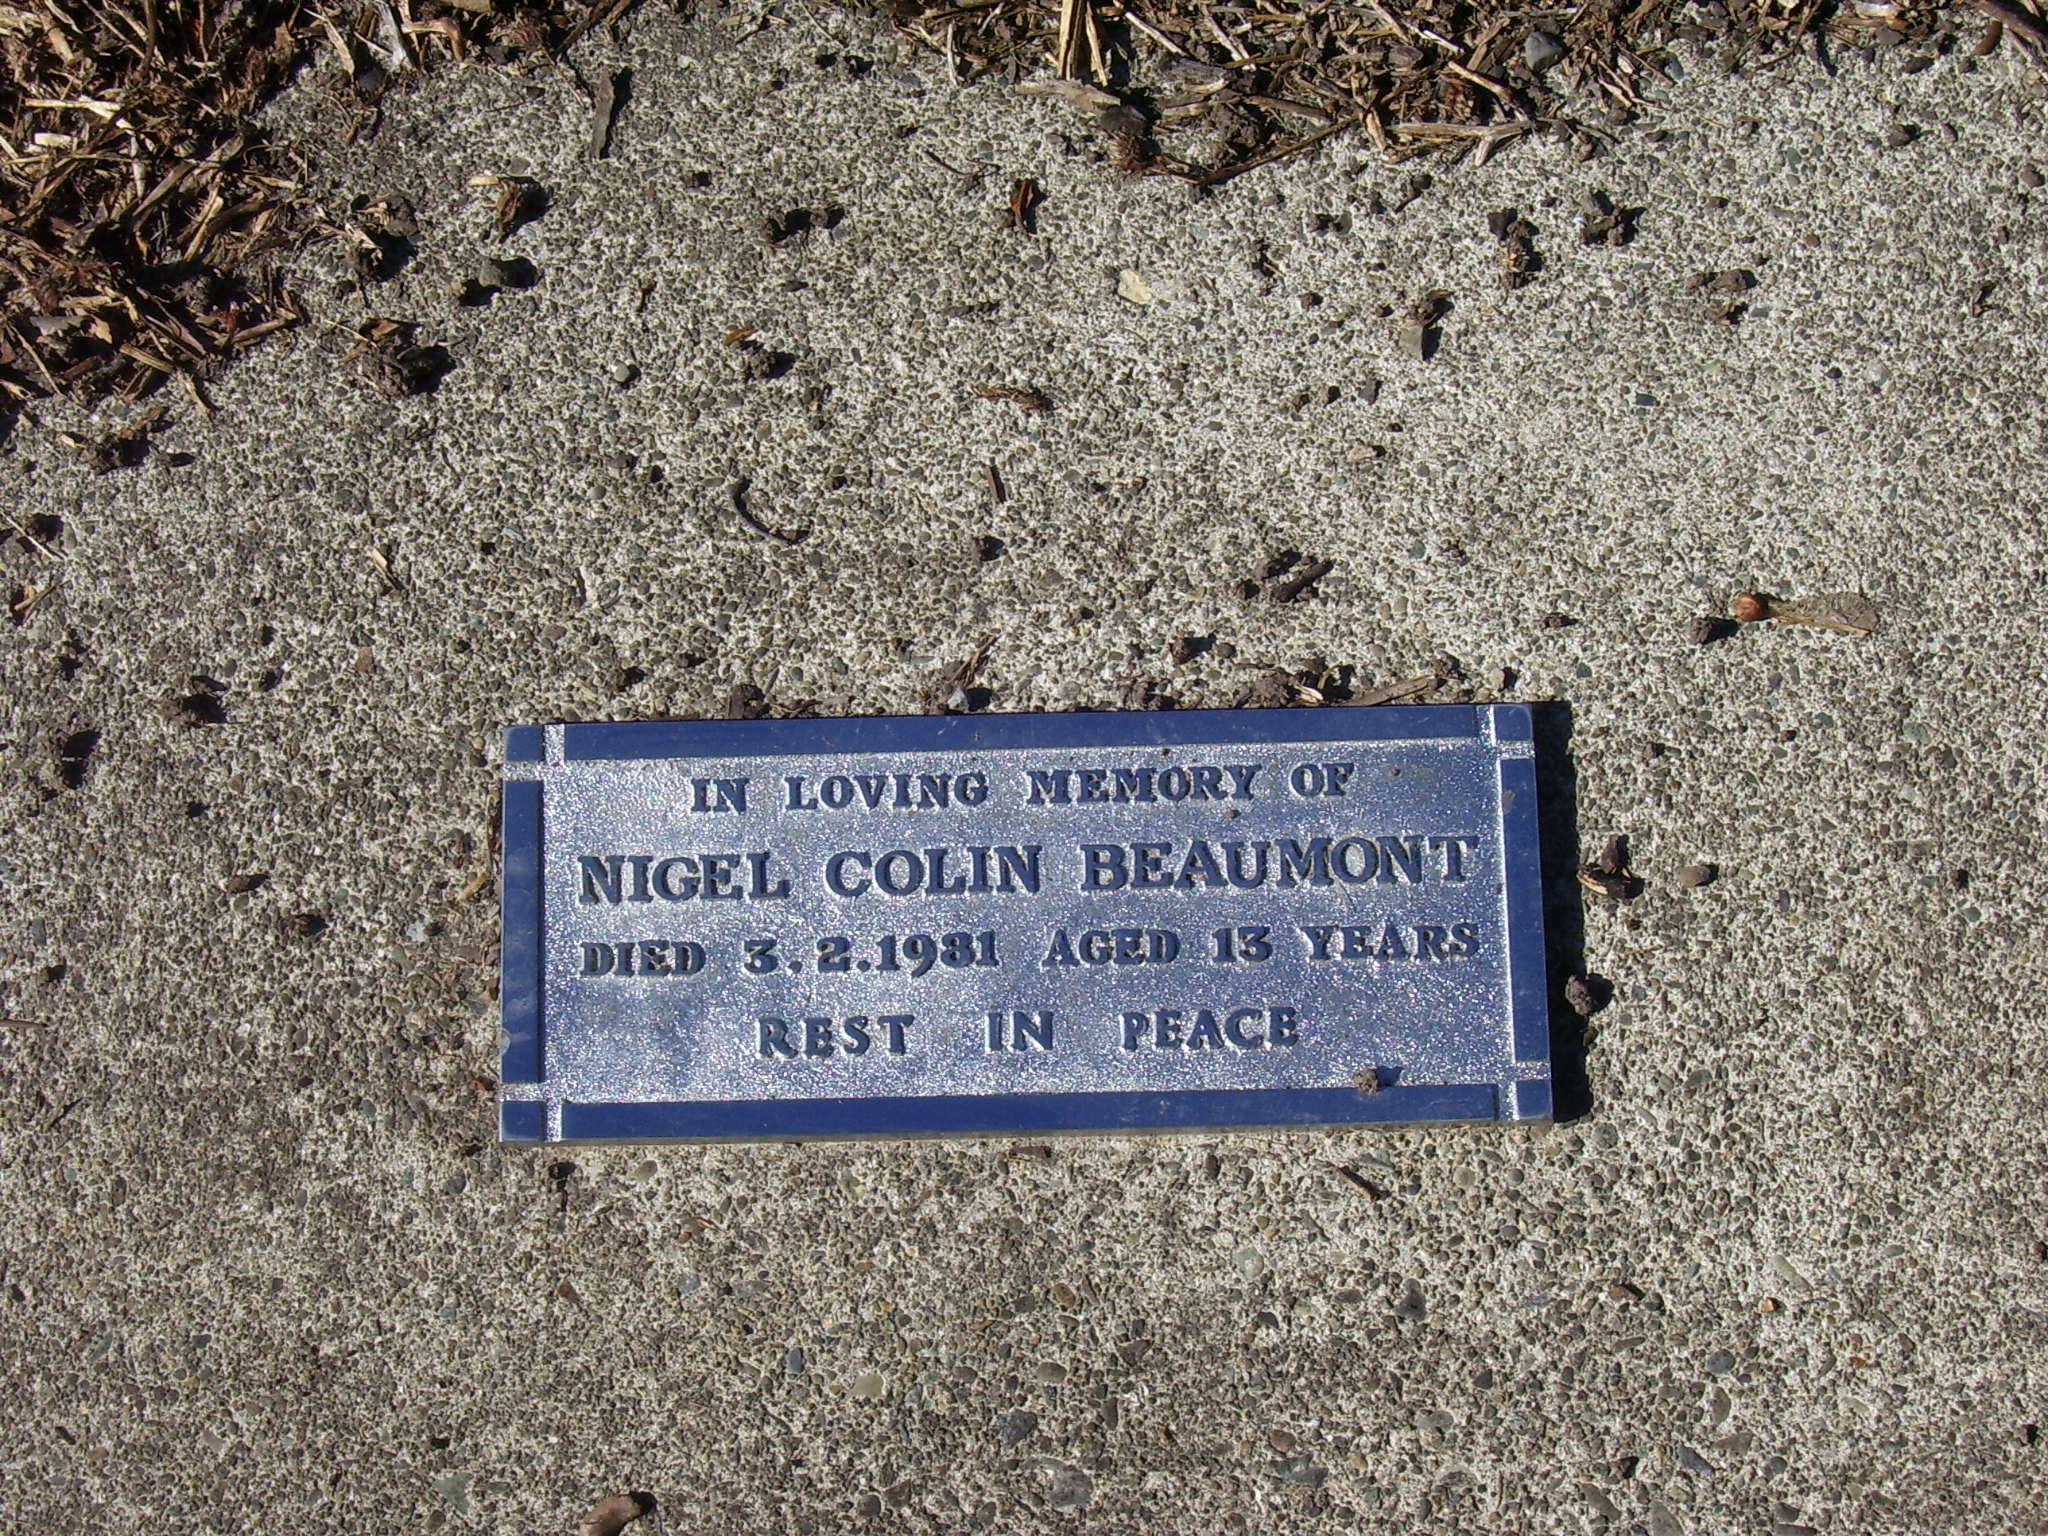 IN LOVING MEMORY OF
NIGEL COLIN BEAUMONT
DIED 3.2.1981 AGED 13 YEARS
REST IN PEACE